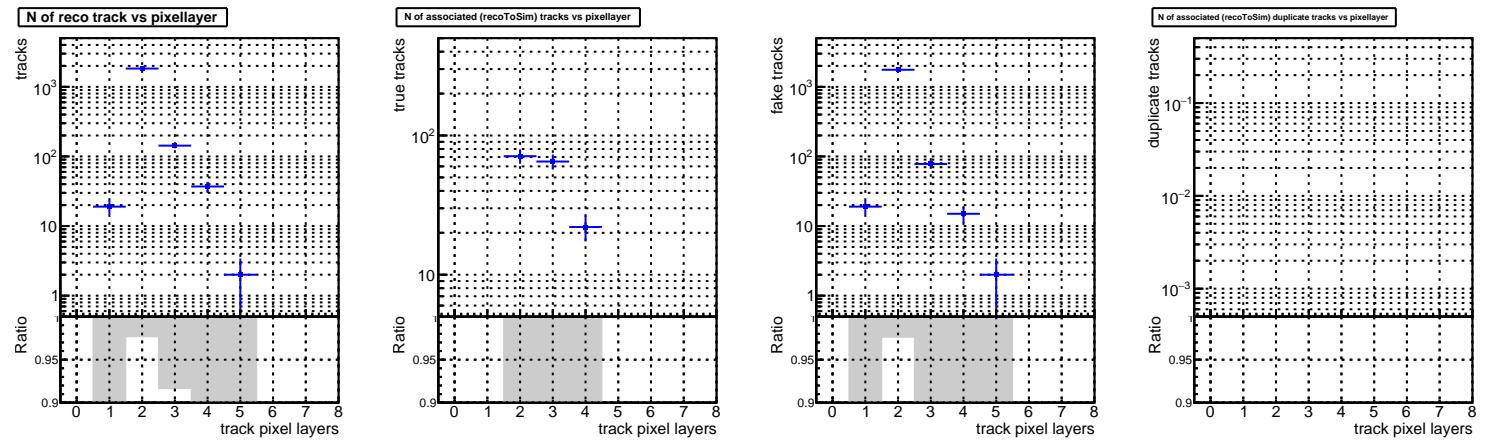 N of reco track vs pixellayer
tracks
10³
10²
10
1
Ratio
1
0.95
0.9
0 1 2 3 4 5 6 7 8
track pixel layers
N of associated (recoToSim) tracks vs pixellayer
true tracks
10²
10
Ratio
1
0.95
0.9
0 1 2 3 4 5 6 7 8
track pixel layers
fake tracks
10³
10²
10
1
Ratio
1
0.95
0.9
0 1 2 3 4 5 6 7 8
track pixel layers
N of associated (recoToSim) duplicate tracks vs pixellayer
duplicate tracks
10⁻¹
10⁻²
10⁻³
Ratio
1
0.95
0.9
0 1 2 3 4 5 6 7 8
track pixel layers